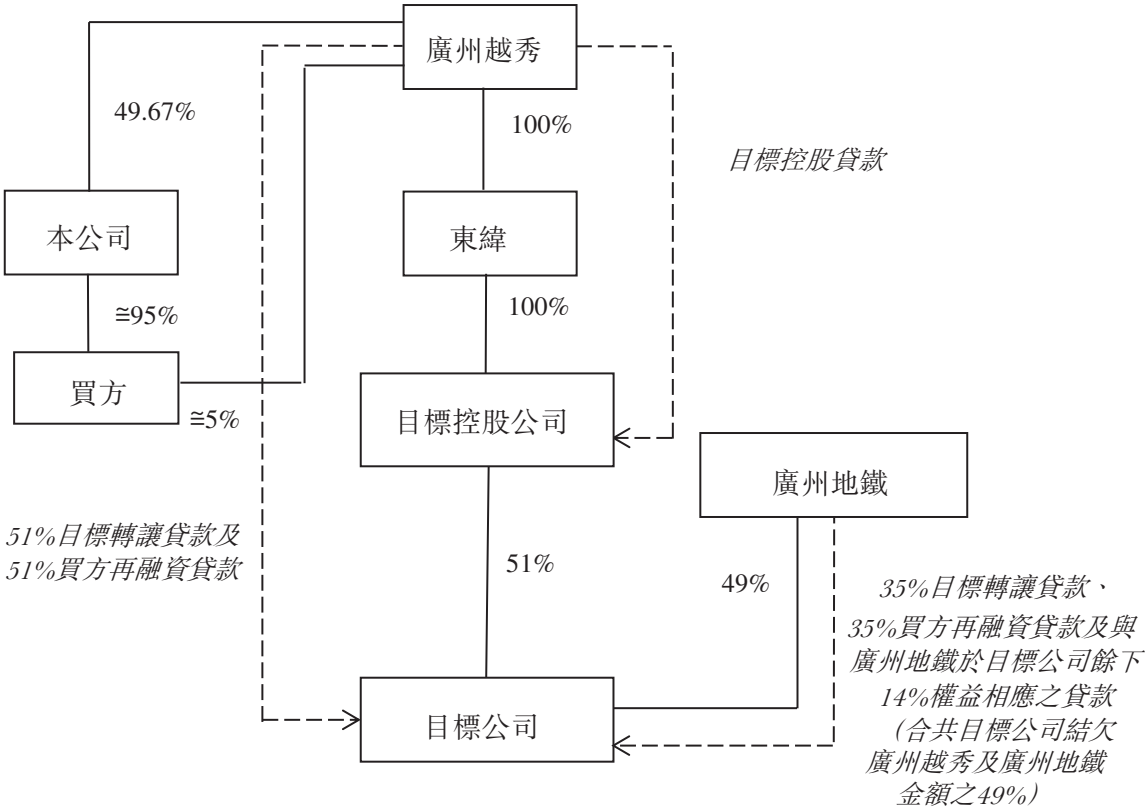 廣州越秀
49.67%
100%
目標控股貸款
本公司
東緯
≅95%
100%
買方
≅5%
目標控股公司
廣州地鐵
51%目標轉讓貸款及
51%買方再融資貸款
51%
49%
35%目標轉讓貸款、
35%買方再融資貸款及與
廣州地鐵於目標公司餘下
14%權益相應之貸款
(合共目標公司結欠
廣州越秀及廣州地鐵
金額之49%)
目標公司